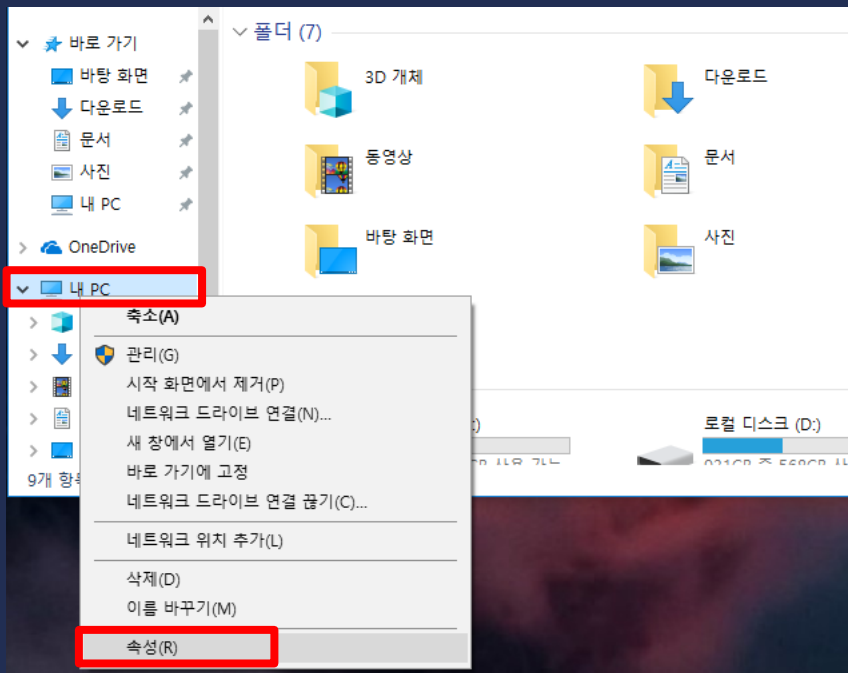 바로 가기
바탕 화면
다운로드
문서
사진
내 PC
OneDrive
내 PC
9개 항
폴더 (7)
3D 개체
다운로드
동영상
문서
바탕 화면
사진
로컬 디스크 (D:)
축소(A)
관리(G)
시작 화면에서 제거(P)
네트워크 드라이브 연결(N)...
새 창에서 열기(E)
바로 가기에 고정
네트워크 드라이브 연결 끊기(C)...
네트워크 위치 추가(L)
삭제(D)
이름 바꾸기(M)
속성(R)